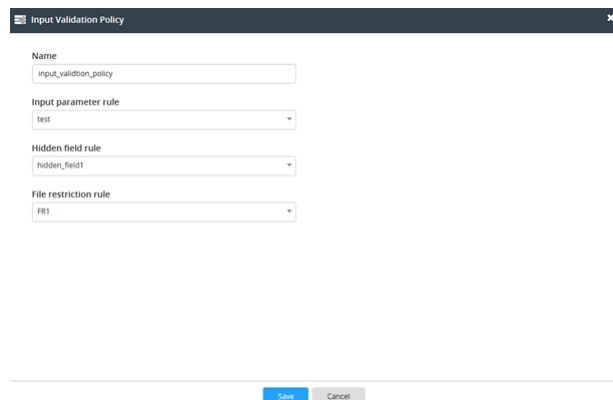 Input Validation Policy
Name
input_validtion_policy
Input parameter rule
test
Hidden field rule
hidden_field1
File restriction rule
FR1
Save
Cancel